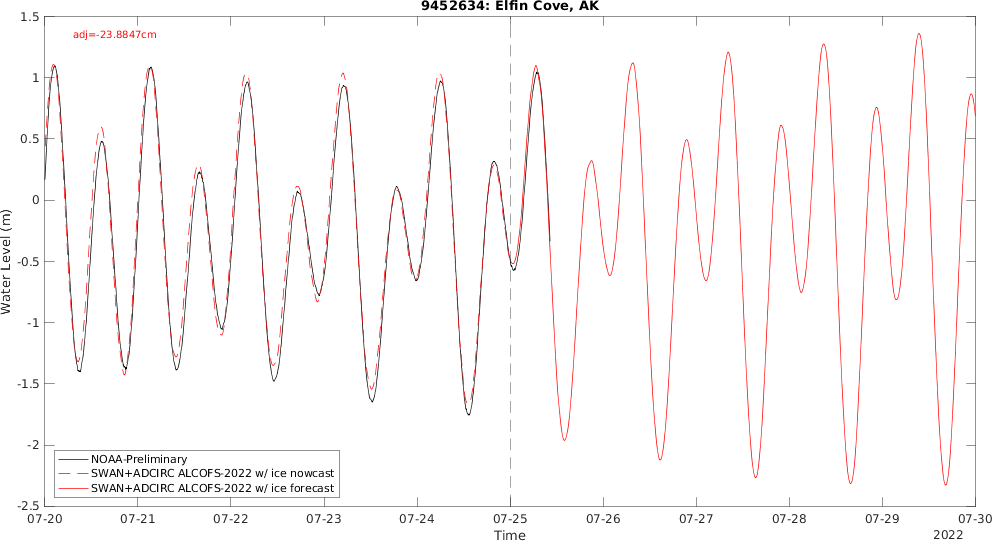 9452634: Elfin Cove, AK
adj=-23.8847cm
1.5
1
0.5
0
-0.5
-1
-1.5
-2
-2.5
Water Level (m)
NOAA-Preliminary
SWAN+ADCIRC ALCOFS-2022 w/ ice nowcast
SWAN+ADCIRC ALCOFS-2022 w/ ice forecast
07-20 07-21 07-22 07-23 07-24 07-25 07-26 07-27 07-28 07-29 07-30
Time
2022